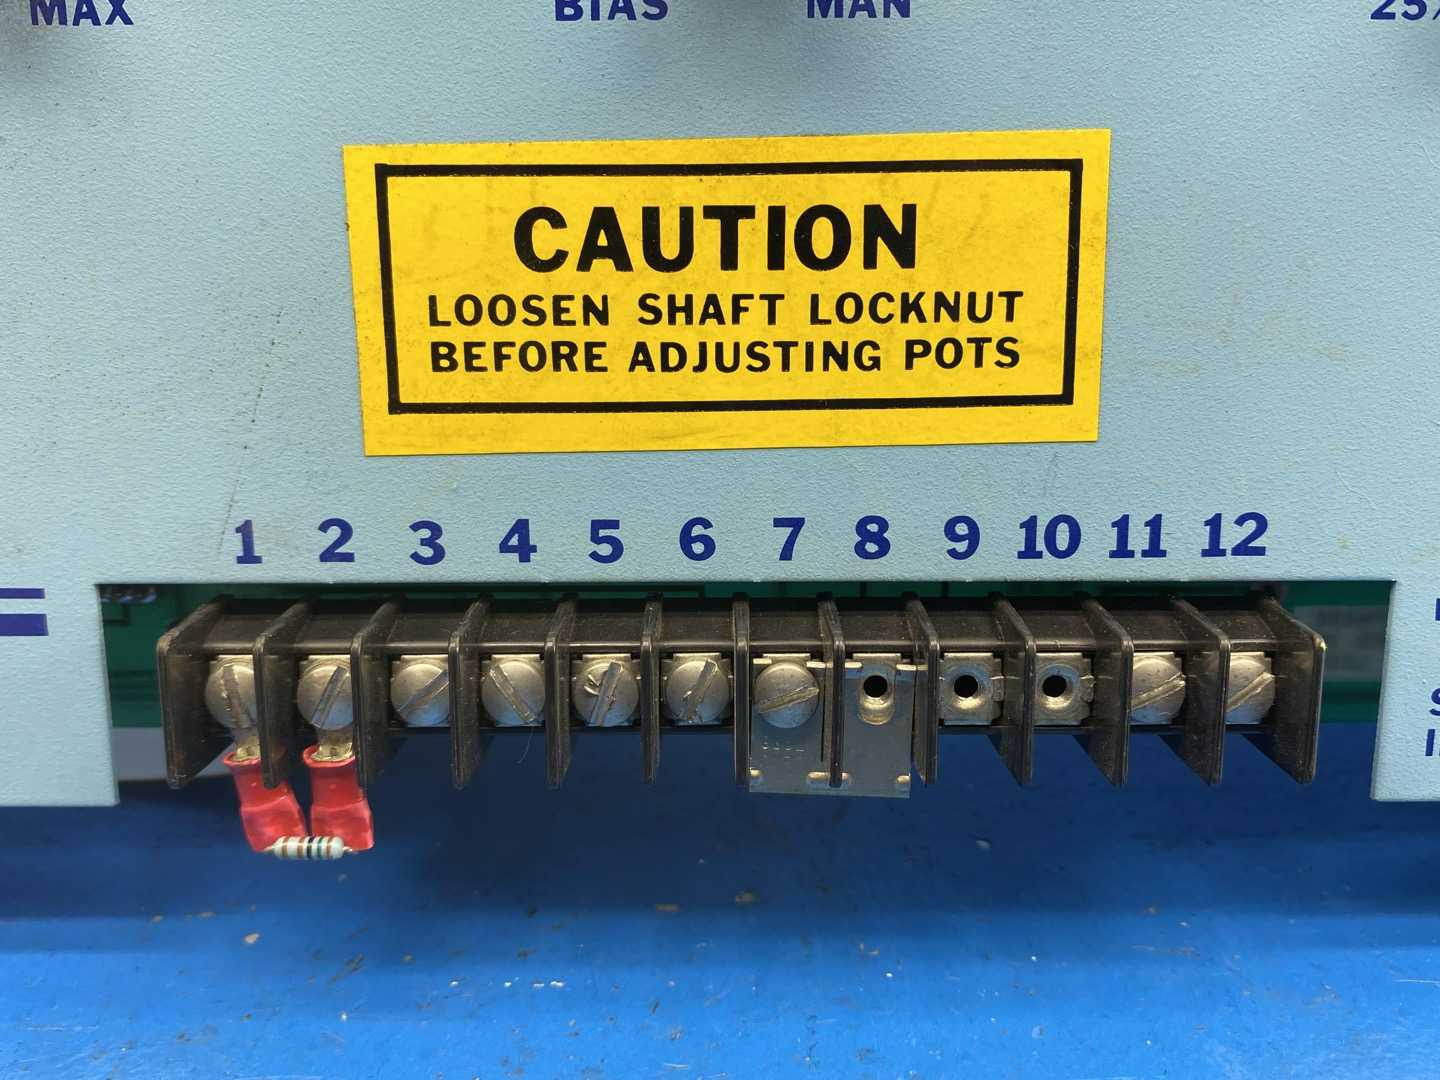 MAX BIAS MAN 25%
CAUTION
LOOSEN SHAFT LOCKNUT
BEFORE ADJUSTING POTS
1 2 3 4 5 6 7 8 9 10 11 12